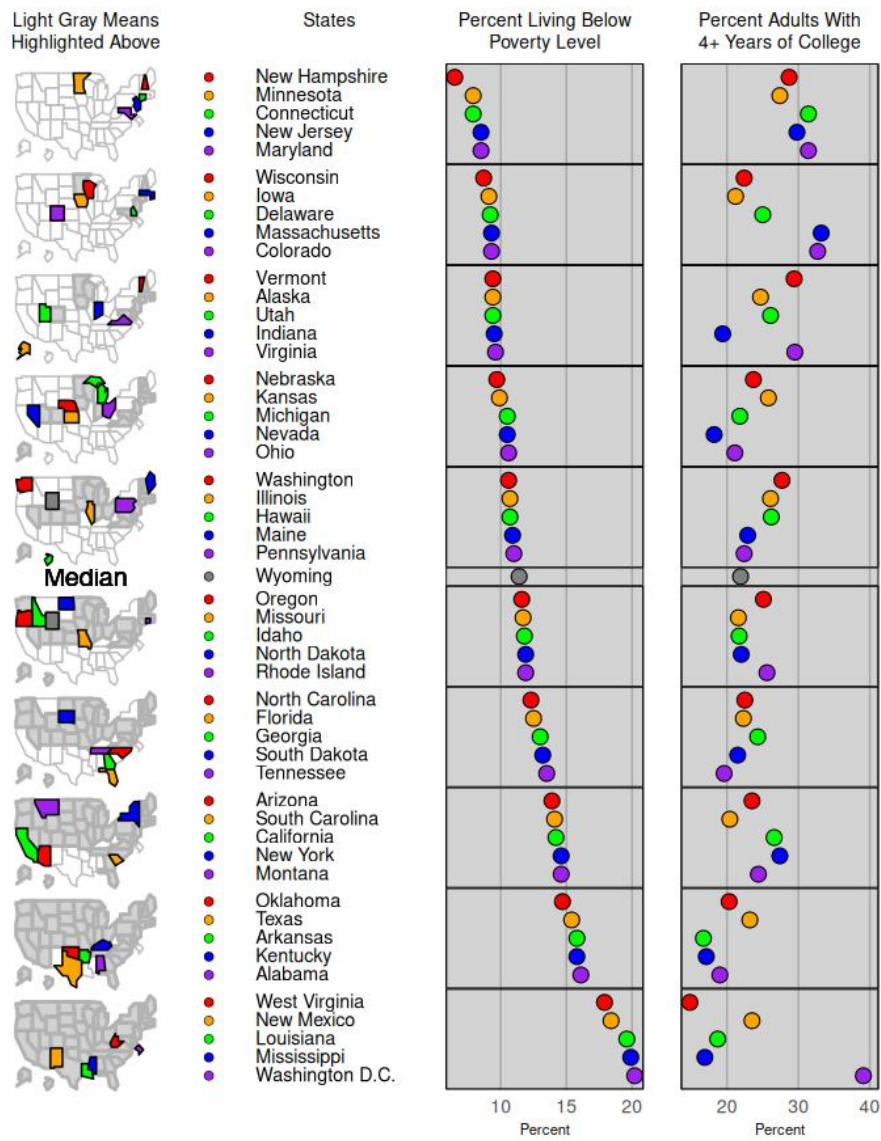 Light Gray Means
Highlighted Above
States
Percent Living Below
Poverty Level
Percent Adults With
4+ Years of College
New Hampshire
Minnesota
Connecticut
New Jersey
Maryland
Wisconsin
Iowa
Delaware
Massachusetts
Colorado
Vermont
Alaska
Utah
Indiana
Virginia
Nebraska
Kansas
Michigan
Nevada
Ohio
Washington
Illinois
Hawaii
Maine
Pennsylvania
Median
Wyoming
Oregon
Missouri
Idaho
North Dakota
Rhode Island
North Carolina
Florida
Georgia
South Dakota
Tennessee
Arizona
South Carolina
California
New York
Montana
Oklahoma
Texas
Arkansas
Kentucky
Alabama
West Virginia
New Mexico
Louisiana
Mississippi
Washington D.C.
10 15 20
20 30 40
Percent
Percent